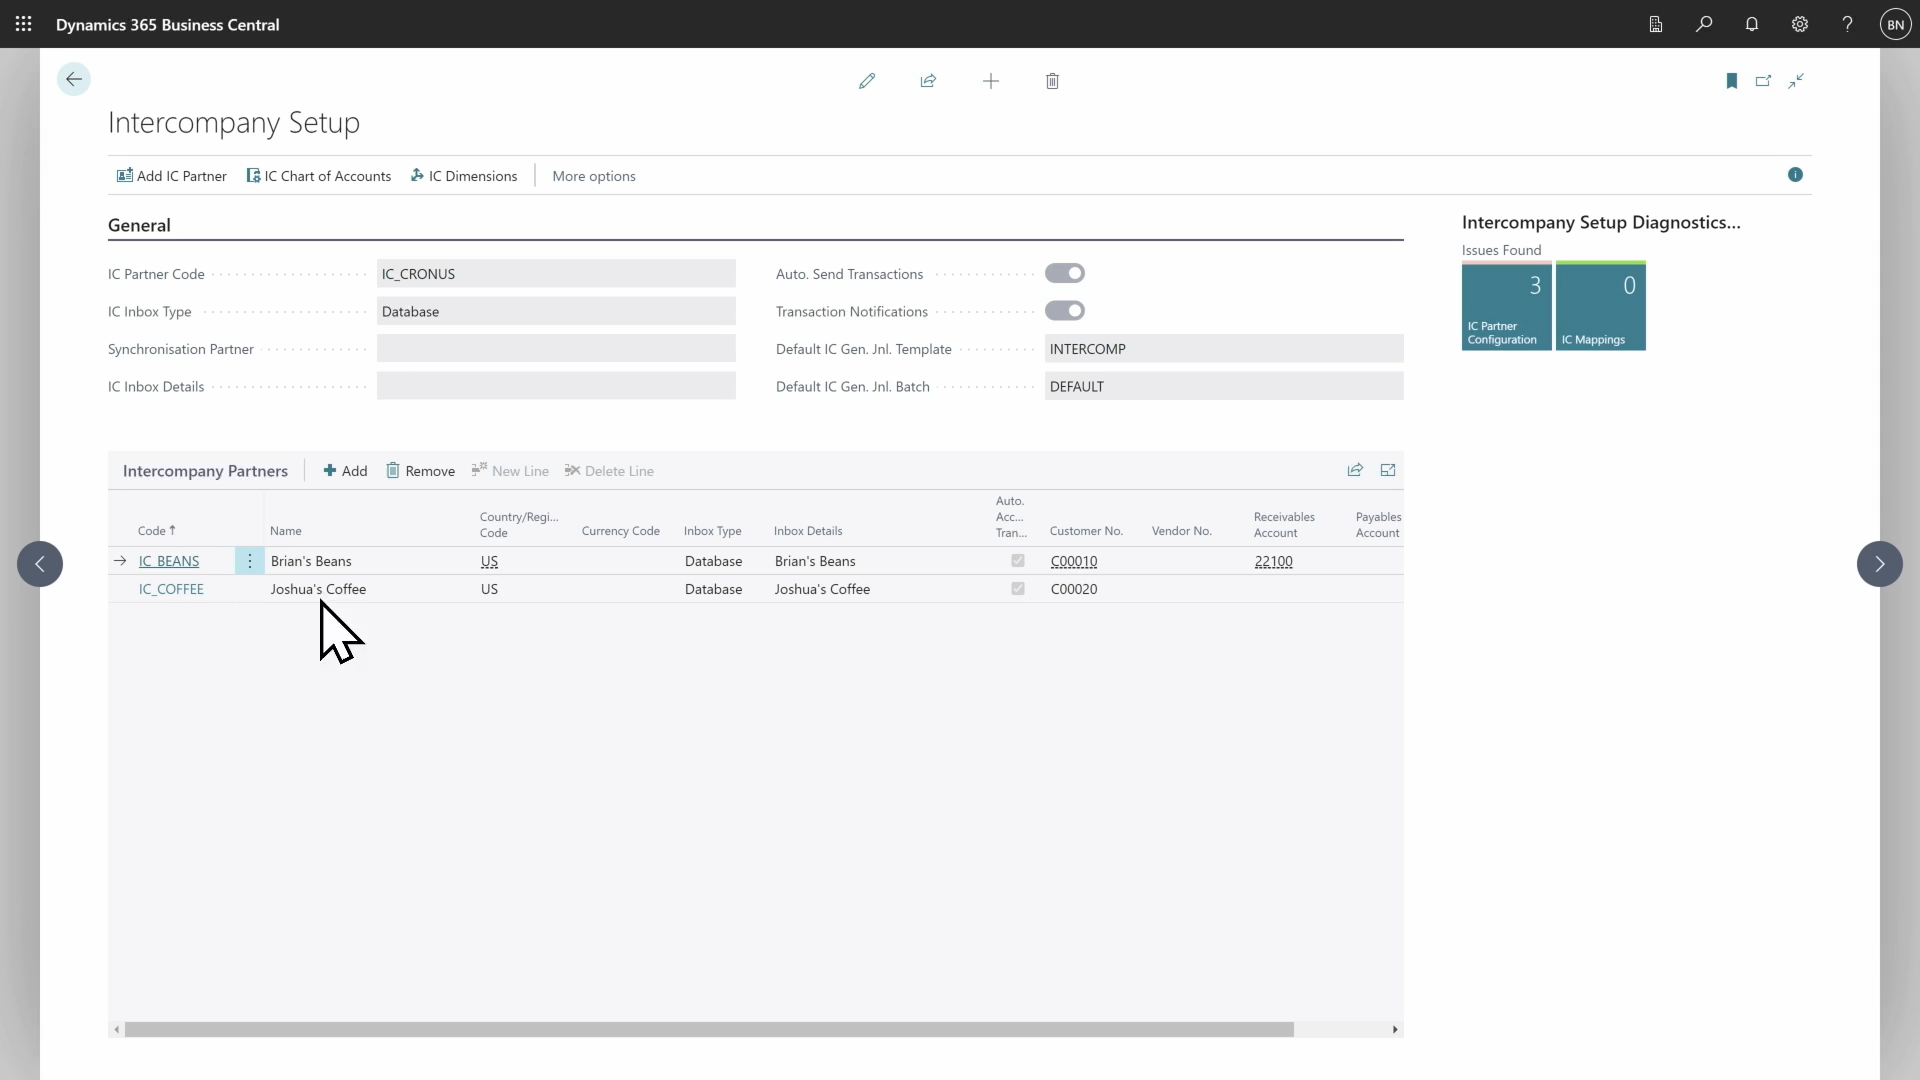 Dynamics 365 Business Central
BN
Intercompany Setup
Add IC Partner
IC Chart of Accounts
IC Dimensions
More options
General
IC Partner Code
IC_CRONUS
IC Inbox Type
Database
Synchronisation Partner
IC Inbox Details
Auto. Send Transactions
Transaction Notifications
Default IC Gen. Jnl. Template
INTERCOMP
Default IC Gen. Jnl. Batch
DEFAULT
Intercompany Setup Diagnostics...
Issues Found
3
IC Partner
Configuration
0
IC Mappings
Intercompany Partners
Add
Remove
New Line
Delete Line
Code ↑
Name
Country/Regi...
Code
Currency Code
Inbox Type
Inbox Details
Auto.
Acc...
Tran...
Customer No.
Vendor No.
Receivables
Account
Payables
Account
IC_BEANS
Brian's Beans
US
Database
Brian's Beans
C00010
22100
IC_COFFEE
Joshua's Coffee
US
Database
Joshua's Coffee
C00020